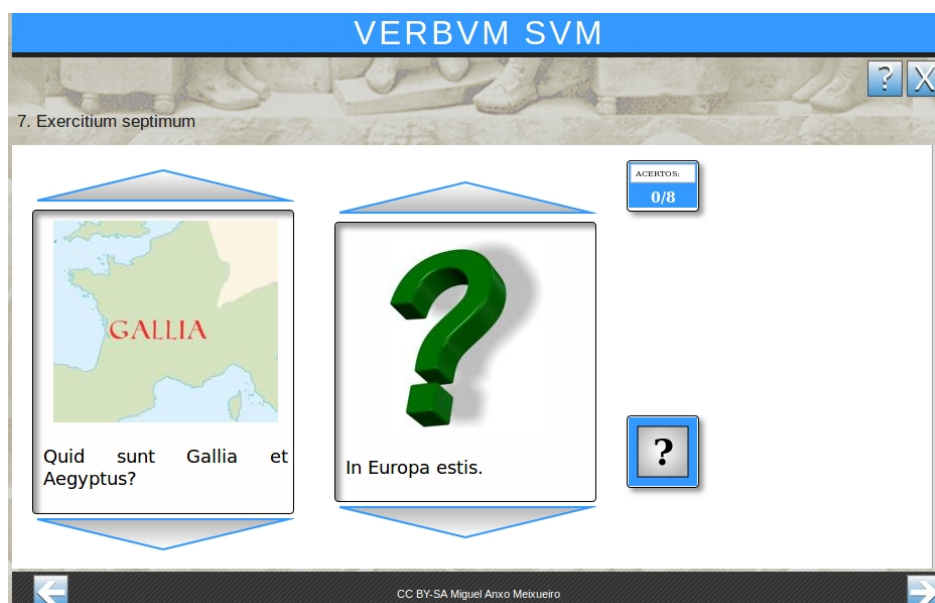 VERBVM SVM
? X
7. Exercitium septimum
ACERTOS:
0/8
GALLIA
Quid sunt Gallia et
Aegyptus?
In Europa estis.
?
CC BY-SA Miguel Anxo Meixueiro